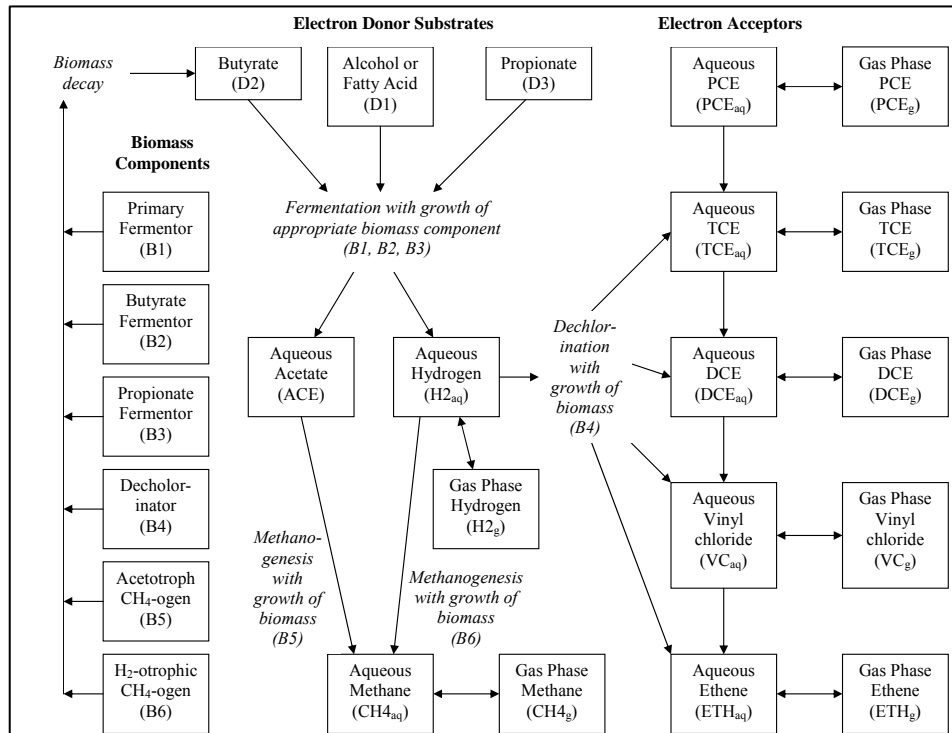 Electron Donor Substrates
Electron Acceptors
Biomass
decay
Butyrate
(D2)
Alcohol or
Fatty Acid
(D1)
Propionate
(D3)
Aqueous
PCE
(PCEaq)
Gas Phase
PCE
(PCEg)
Biomass
Components
Primary
Fermentor
(B1)
Fermentation with growth of
appropriate biomass component
(B1, B2, B3)
Aqueous
TCE
(TCEaq)
Gas Phase
TCE
(TCEg)
Butyrate
Fermentor
(B2)
Aqueous
Acetate
(ACE)
Aqueous
Hydrogen
(H2aq)
Dechlor-
ination
with
growth of
biomass
(B4)
Aqueous
DCE
(DCEaq)
Gas Phase
DCE
(DCEg)
Propionate
Fermentor
(B3)
Gas Phase
Hydrogen
(H2g)
Decholor-
inator
(B4)
Aqueous
Vinyl
chloride
(VCaq)
Gas Phase
Vinyl
chloride
(VCg)
Methano-
genesis
with
growth of
biomass
(B5)
Methanogenesis
with growth of
biomass
(B6)
Acetotroph
CH4-ogen
(B5)
H2-otrophic
CH4-ogen
(B6)
Aqueous
Methane
(CH4aq)
Gas Phase
Methane
(CH4g)
Aqueous
Ethene
(ETHaq)
Gas Phase
Ethene
(ETHg)